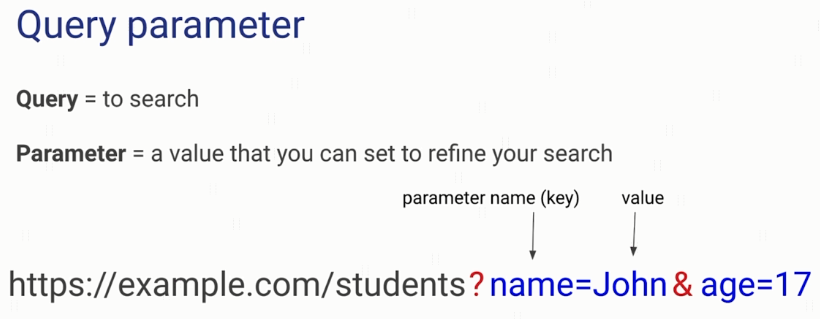 Query parameter
Query = to search
Parameter = a value that you can set to refine your search
parameter name (key) value
https://example.com/students?name=John& age=17